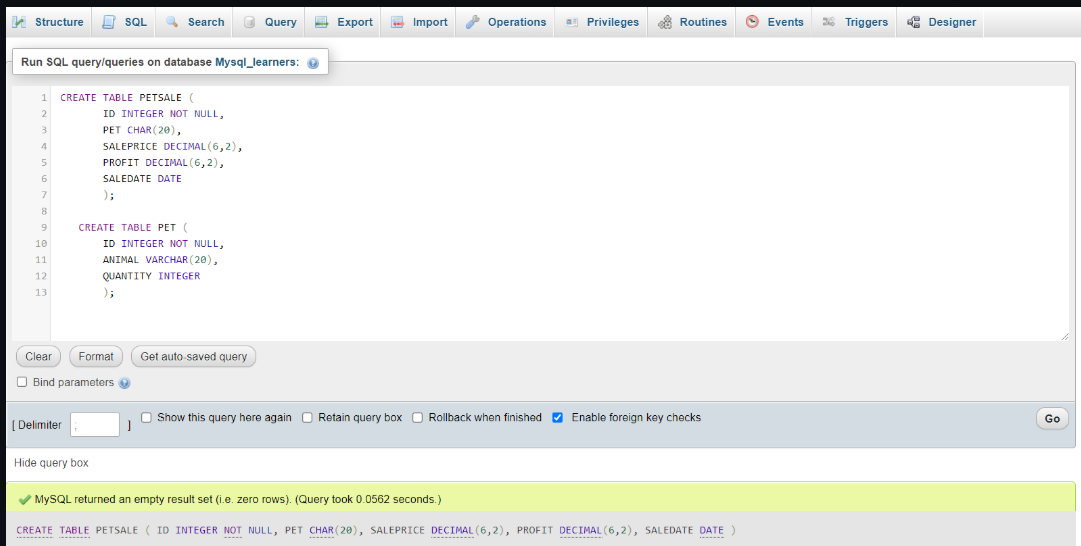 Structure SQL Search Query Export Import Operations Privileges Routines Events Triggers Designer
Run SQL query/queries on database Mysql_learners:
1 CREATE TABLE PETSALE (
2 ID INTEGER NOT NULL,
3 PET CHAR(20),
4 SALEPRICE DECIMAL(6,2),
5 PROFIT DECIMAL(6,2),
6 SALEDATE DATE
7 );
8
9 CREATE TABLE PET (
10 ID INTEGER NOT NULL,
11 ANIMAL VARCHAR(20),
12 QUANTITY INTEGER
13 );
Clear Format Get auto-saved query
Bind parameters
[ Delimiter ; ] Show this query here again Retain query box Rollback when finished Enable foreign key checks Go
Hide query box
MySQL returned an empty result set (i.e. zero rows). (Query took 0.0562 seconds.)
CREATE TABLE PETSALE ( ID INTEGER NOT NULL, PET CHAR(20), SALEPRICE DECIMAL(6,2), PROFIT DECIMAL(6,2), SALEDATE DATE )